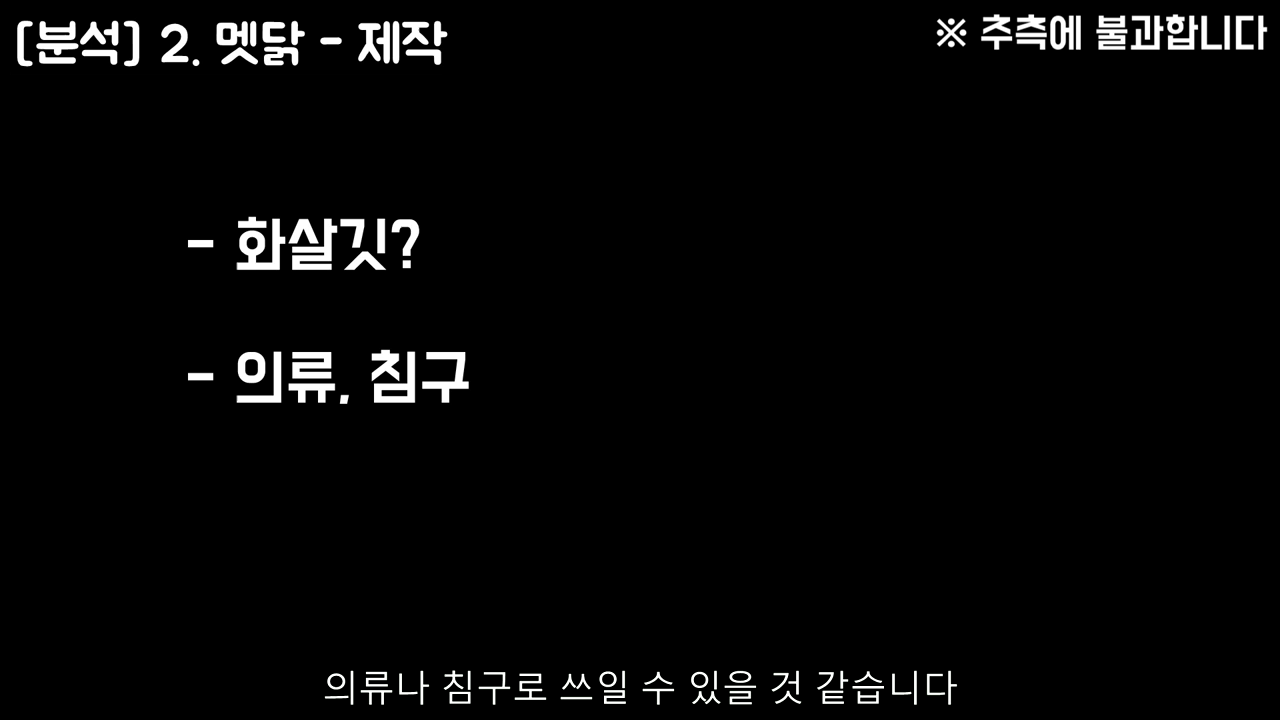 [분석] 2. 멧닭 - 제작
※ 추측에 불과합니다
- 화살깃?
- 의류, 침구
의류나 침구로 쓰일 수 있을 것 같습니다